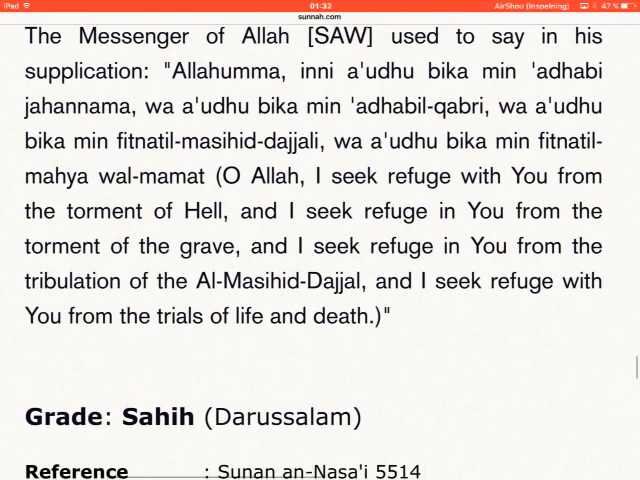 iPad 01:32 AirShou (Inspelning) 47 %
sunnah.com
The Messenger of Allah [SAW] used to say in his
supplication: "Allahumma, inni a'udhu bika min 'adhabi
jahannama, wa a'udhu bika min 'adhabil-qabri, wa a'udhu
bika min fitnatil-masihid-dajjali, wa a'udhu bika min fitnatil-
mahya wal-mamat (O Allah, I seek refuge with You from
the torment of Hell, and I seek refuge in You from the
torment of the grave, and I seek refuge in You from the
tribulation of the Al-Masihid-Dajjal, and I seek refuge with
You from the trials of life and death.)"
Grade: Sahih (Darussalam)
Reference : Sunan an-Nasa'i 5514